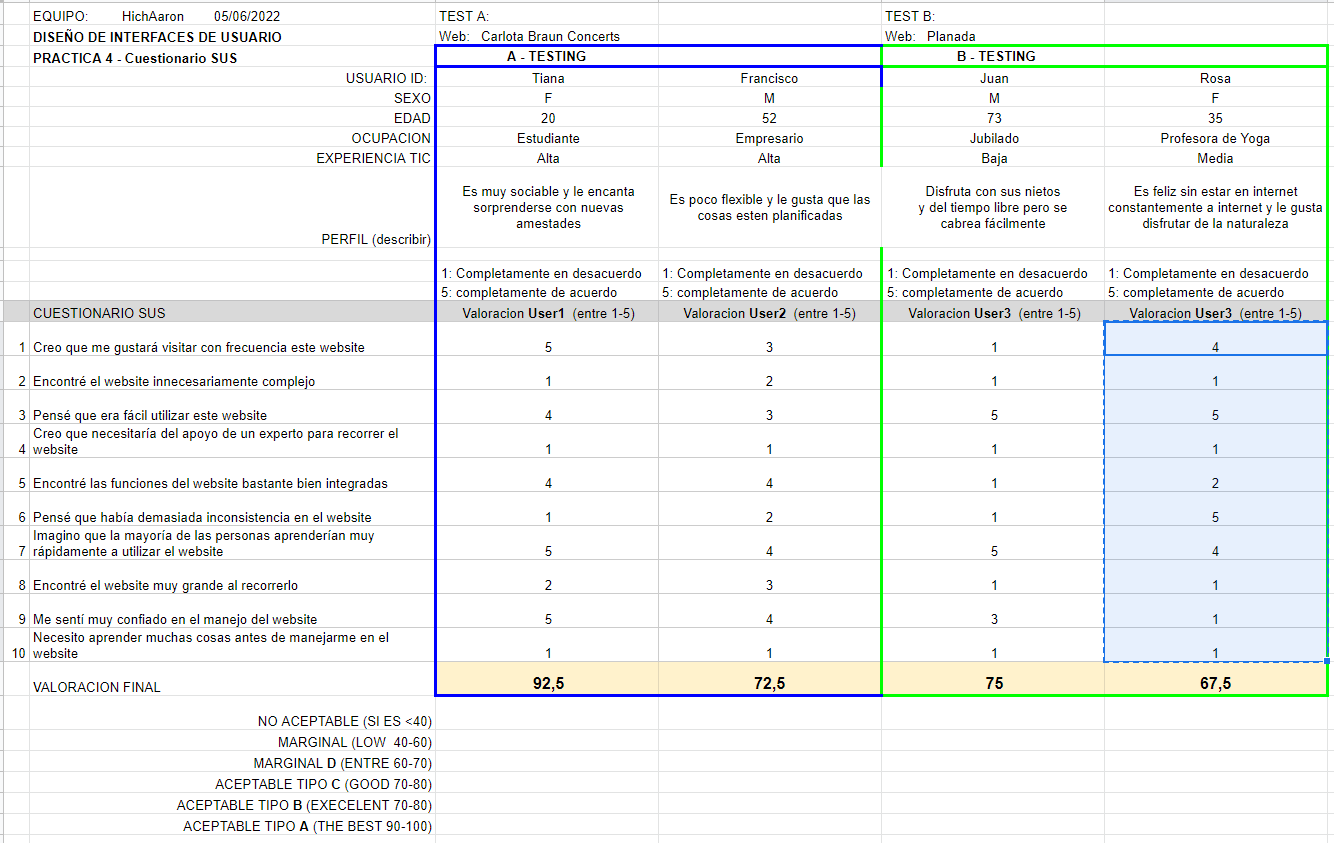 EQUIPO: HichAaron 05/06/2022 TEST A: TEST B:
DISEÑO DE INTERFACES DE USUARIO Web: Carlota Braun Concerts Web: Planada
PRACTICA 4 - Cuestionario SUS A - TESTING B - TESTING
USUARIO ID: Tiana Francisco Juan Rosa
SEXO F M M F
EDAD 20 52 73 35
OCUPACION Estudiante Empresario Jubilado Profesora de Yoga
EXPERIENCIA TIC Alta Alta Baja Media
PERFIL (describir)
Es muy sociable y le encanta
sorprenderse con nuevas
amestades
Es poco flexible y le gusta que las
cosas esten planificadas
Disfruta con sus nietos
y del tiempo libre pero se
cabrea fácilmente
Es feliz sin estar en internet
constantemente a internet y le gusta
disfrutar de la naturaleza
1: Completamente en desacuerdo 1: Completamente en desacuerdo 1: Completamente en desacuerdo 1: Completamente en desacuerdo
5: completamente de acuerdo 5: completamente de acuerdo 5: completamente de acuerdo 5: completamente de acuerdo
CUESTIONARIO SUS Valoracion User1 (entre 1-5) Valoracion User2 (entre 1-5) Valoracion User3 (entre 1-5) Valoracion User3 (entre 1-5)
1 Creo que me gustará visitar con frecuencia este website 5 3 1 4
2 Encontré el website innecesariamente complejo 1 2 1 1
3 Pensé que era fácil utilizar este website 4 3 5 5
Creo que necesitaría del apoyo de un experto para recorrer el
4 website 1 1 1 1
5 Encontré las funciones del website bastante bien integradas 4 4 1 2
6 Pensé que había demasiada inconsistencia en el website 1 2 1 5
Imagino que la mayoría de las personas aprenderían muy
7 rápidamente a utilizar el website 5 4 5 4
8 Encontré el website muy grande al recorrerlo 2 3 1 1
9 Me sentí muy confiado en el manejo del website 5 4 3 1
Necesito aprender muchas cosas antes de manejarme en el
10 website 1 1 1 1
VALORACION FINAL 92,5 72,5 75 67,5
NO ACEPTABLE (SI ES <40)
MARGINAL (LOW 40-60)
MARGINAL D (ENTRE 60-70)
ACEPTABLE TIPO C (GOOD 70-80)
ACEPTABLE TIPO B (EXECELENT 70-80)
ACEPTABLE TIPO A (THE BEST 90-100)